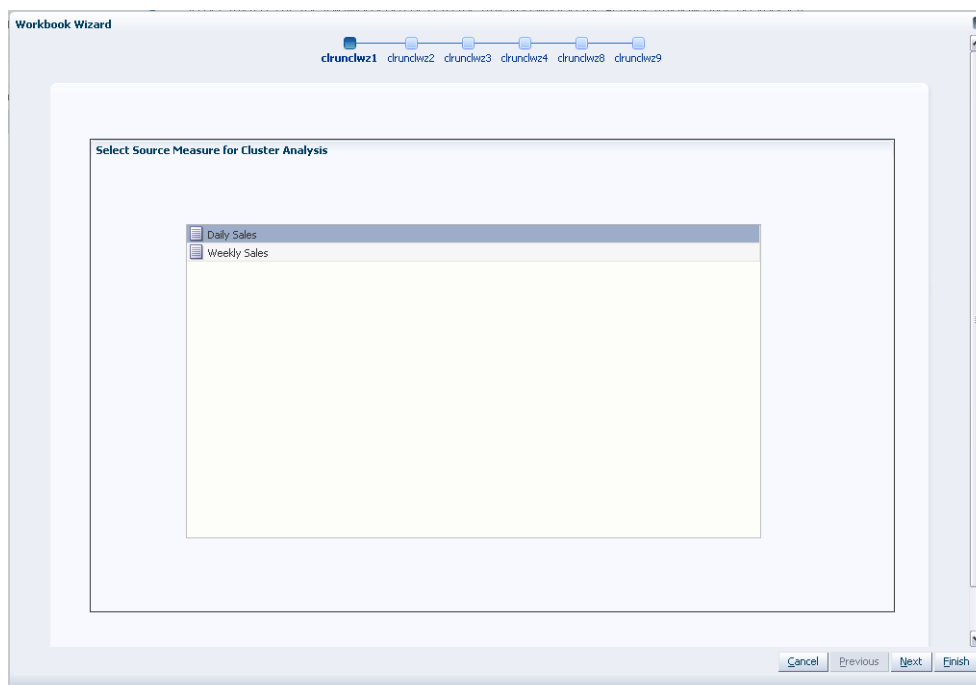 Workbook Wizard
clrunclwz1 clrunclwz2 clrunclwz3 clrunclwz4 clrunclwz8 clrunclwz9
Select Source Measure for Cluster Analysis
Daily Sales
Weekly Sales
Cancel Previous Next Finish